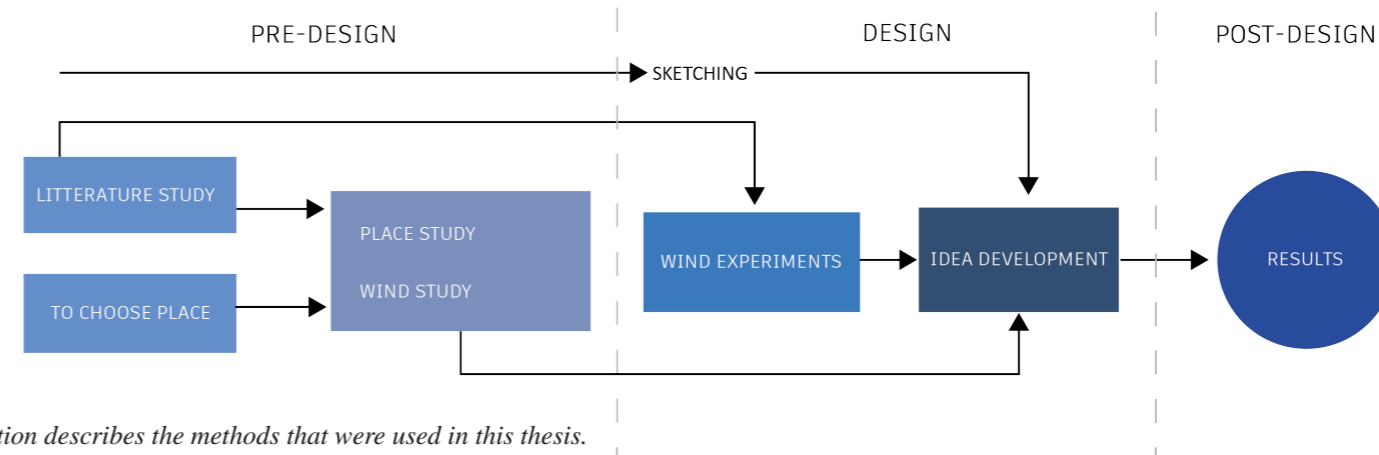 PRE-DESIGN
DESIGN
POST-DESIGN
SKETCHING
LITTERATURE STUDY
TO CHOOSE PLACE
PLACE STUDY
WIND STUDY
WIND EXPERIMENTS
IDEA DEVELOPMENT
RESULTS
tion describes the methods that were used in this thesis.